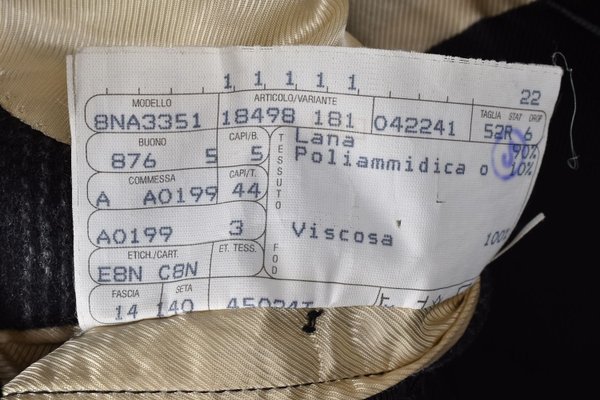 1 1 1 1 1 22
MODELLO ARTICOLO/VARIANTE TAGLIA STAT DROP
8NA3351 18498 181 042241 52R 6
BUONO CAPI/B. TESSUTO Lana 90%
876 5 5 Poliammidica o 10%
COMMESSA CAPI/T.
A A0199 44
A0199 3 FOD Viscosa 100%
ETICH./CART. ET. TESS.
E8N C8N
FASCIA SETA
14 140